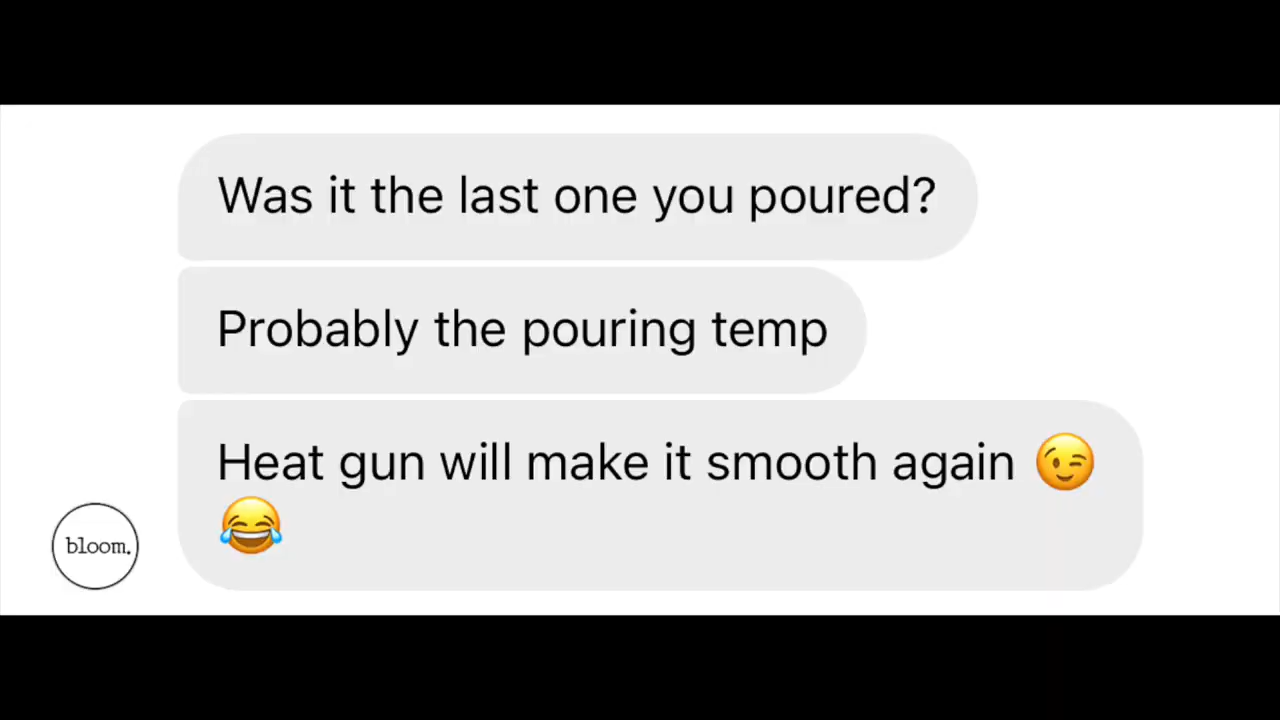 Was it the last one you poured?
Probably the pouring temp
Heat gun will make it smooth again 😉
😂
bloom.